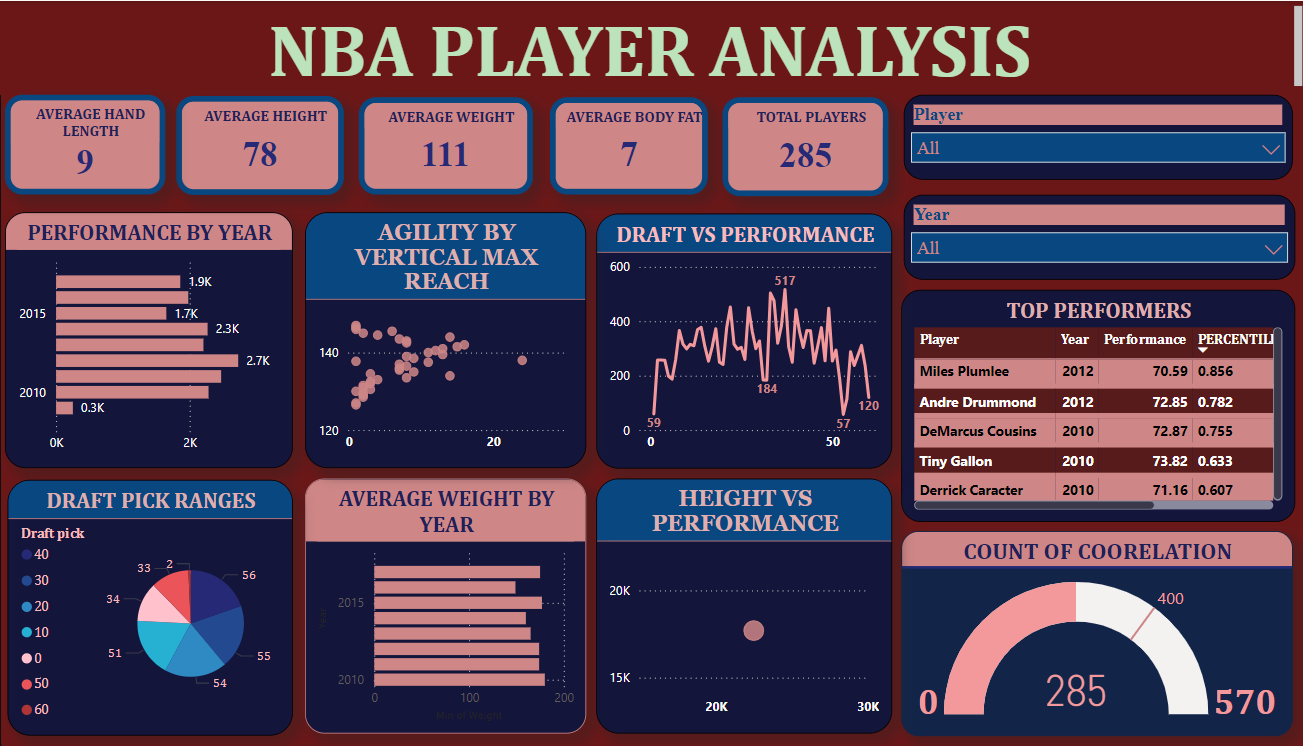 NBA PLAYER ANALYSIS
AVERAGE HAND
LENGTH
9
AVERAGE HEIGHT
78
AVERAGE WEIGHT
111
AVERAGE BODY FAT
7
TOTAL PLAYERS
285
Player
All
Year
All
PERFORMANCE BY YEAR
1.9K
2015
1.7K
2.3K
2.7K
2010
0.3K
0K
2K
AGILITY BY
VERTICAL MAX
REACH
140
120
0
20
DRAFT VS PERFORMANCE
600
517
400
200
184
120
59
57
0
0
50
TOP PERFORMERS
Player Year Performance PERCENTIL
Miles Plumlee 2012 70.59 0.856
Andre Drummond 2012 72.85 0.782
DeMarcus Cousins 2010 72.87 0.755
Tiny Gallon 2010 73.82 0.633
Derrick Caracter 2010 71.16 0.607
DRAFT PICK RANGES
Draft pick
40
30
20
10
0
50
60
33
2
56
34
51
55
54
AVERAGE WEIGHT BY
YEAR
Year
2015
2010
0
100
200
Min of Weight
HEIGHT VS
PERFORMANCE
20K
15K
20K
30K
COUNT OF COORELATION
400
0
285
570